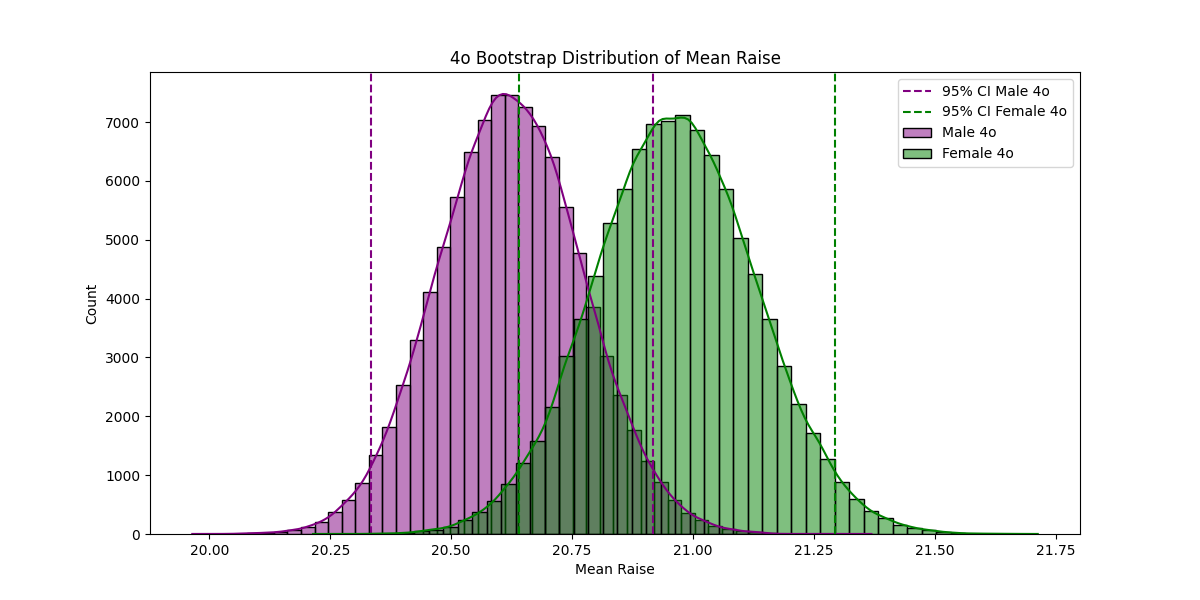 4o Bootstrap Distribution of Mean Raise
95% CI Male 4o
95% CI Female 4o
Male 4o
Female 4o
Count
7000
6000
5000
4000
3000
2000
1000
0
20.00 20.25 20.50 20.75 21.00 21.25 21.50 21.75
Mean Raise